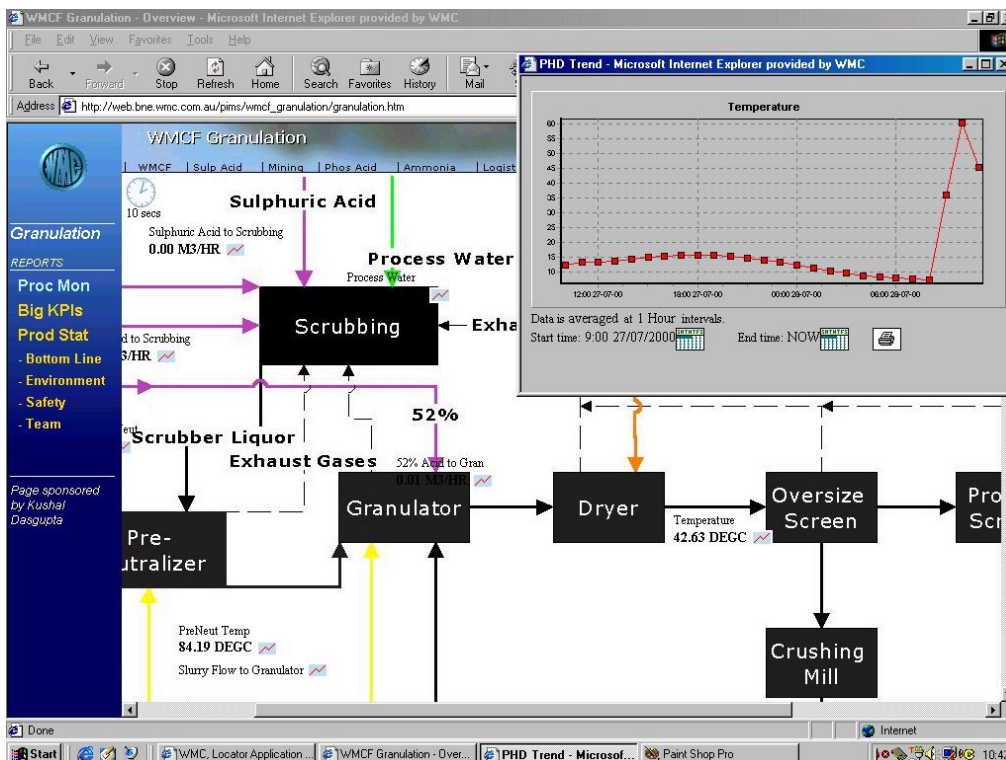 WMCF Granulation - Overview - Microsoft Internet Explorer provided by WMC
File Edit View Favorites Tools Help
Back Forward Stop Refresh Home Search Favorites History Mail
Address http://web.bne.wmc.com.au/pims/wmcf_granulation/granulation.htm
WMC
Granulation
REPORTS
Proc Mon
Big KPIs
Prod Stat
- Bottom Line
- Environment
- Safety
- Team
Page sponsored
by Kushal
Dasgupta
WMCF Granulation
WMCF | Sulp Acid | Mining | Phos Acid | Ammonia | Logist
10 secs
Sulphuric Acid
Sulphuric Acid to Scrubbing
0.00 M3/HR
Process Water
Process Water
Scrubbing
Exha
d to Scrubbing
3/HR
52%
Scrubber Liquor
Exhaust Gases
52% Acid to Gran
0.01 M3/HR
Granulator
Dryer
Temperature
42.63 DEGC
Oversize
Screen
Pro
Scr
Pre-
utralizer
PreNeut Temp
84.19 DEGC
Slurry Flow to Granulator
Crushing
Mill
PHD Trend - Microsoft Internet Explorer provided by WMC
Temperature
60
55
50
45
40
35
30
25
20
15
10
12:00 27-07-00 18:00 27-07-00 00:00 28-07-00 06:00 28-07-00
Data is averaged at 1 Hour intervals.
Start time: 9:00 27/07/2000 End time: NOW
Done Internet
Start WMC, Locator Application ... WMCF Granulation - Over... PHD Trend - Microsof... Paint Shop Pro